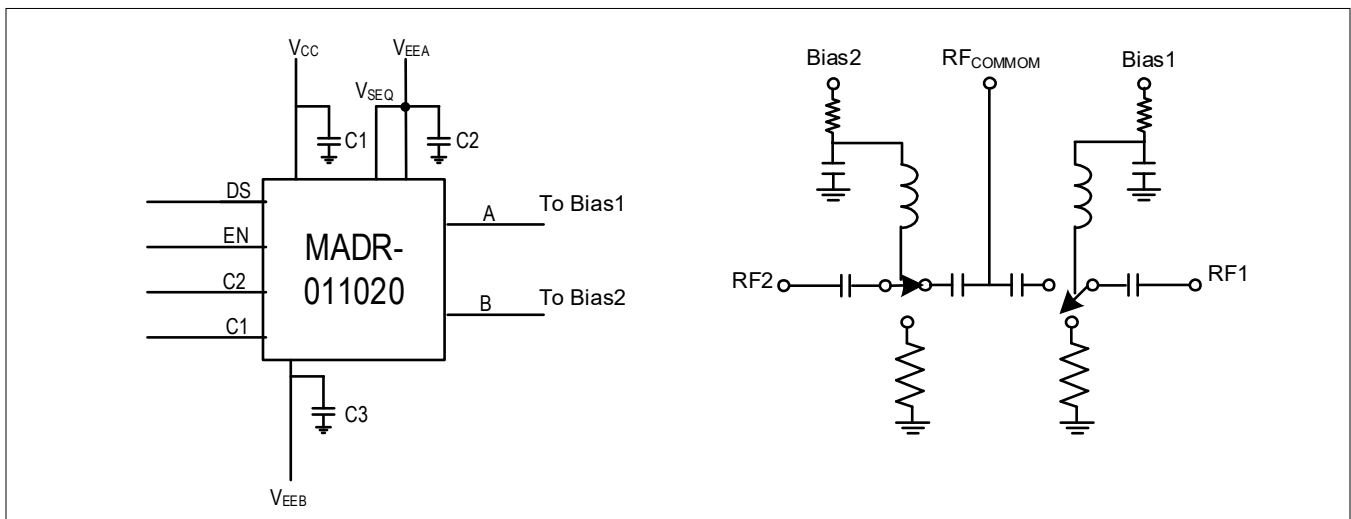 VCC
VEEA
VSEQ
C1
C2
DS
EN
C2
C1
MADR-
011020
A
To Bias1
B
To Bias2
C3
VEEB
Bias2
RFCOMMOM
Bias1
RF2
RF1